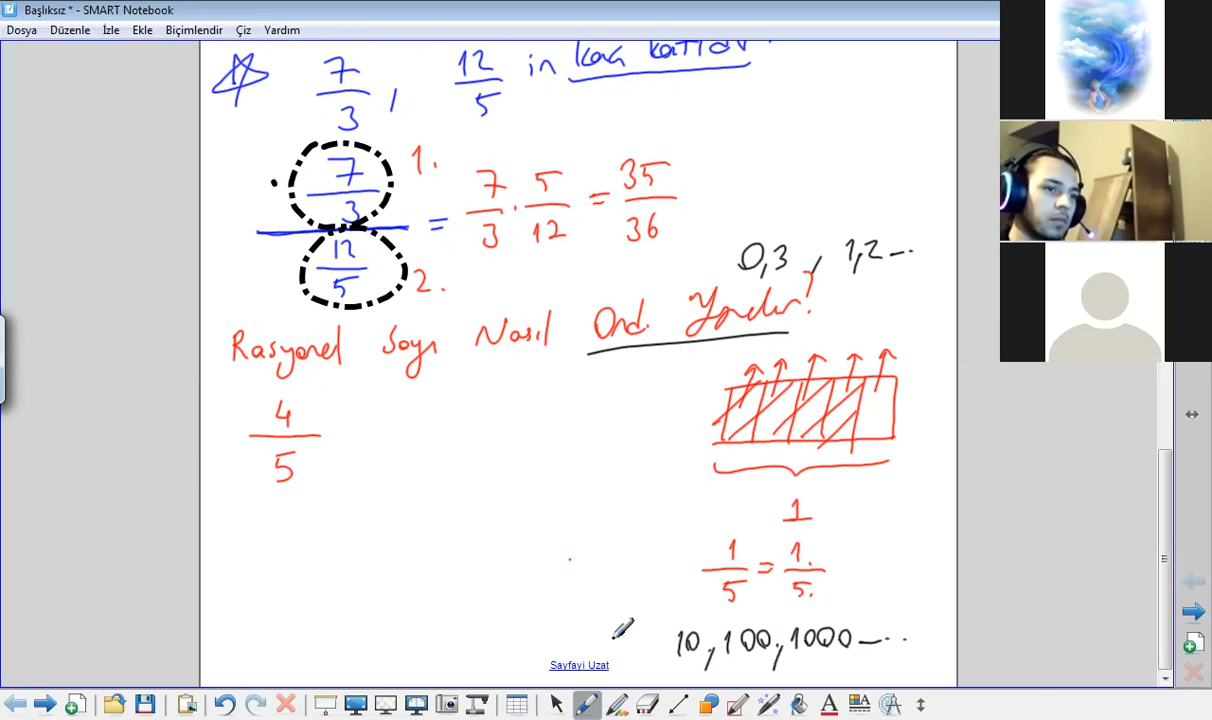 Başlıksız * - SMART Notebook
Dosya Düzenle İzle Ekle Biçimlendir Çiz Yardım
7/3, 12/5 in kaç katıdır?
7/3 1.
12/5 2.
= 7/3 . 5/12 = 35/36
0,3 , 1,2 ...
Rasyonel Sayı Nasıl Ond. Yazılır?
4/5
1
1/5 = 1./5.
10, 100, 1000 ...
Sayfayi Uzat